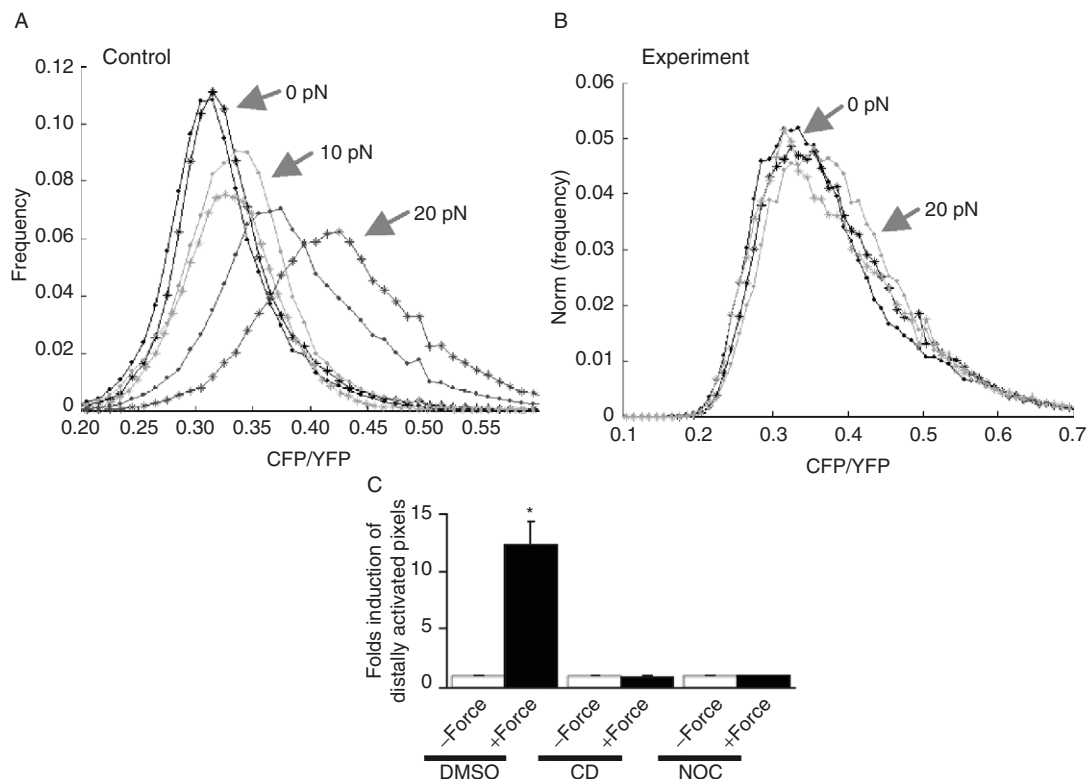 A
Control
0.12
0.10
0.08
0.06
0.04
0.02
0
Frequency
0 pN
10 pN
20 pN
0.20 0.25 0.30 0.35 0.40 0.45 0.50 0.55
CFP/YFP
B
Experiment
0.06
0.05
0.04
0.03
0.02
0.01
0
Norm (frequency)
0 pN
20 pN
0.1 0.2 0.3 0.4 0.5 0.6 0.7
CFP/YFP
C
15
10
5
0
Folds induction of
distally activated pixels
*
–Force +Force –Force +Force –Force +Force
DMSO CD NOC